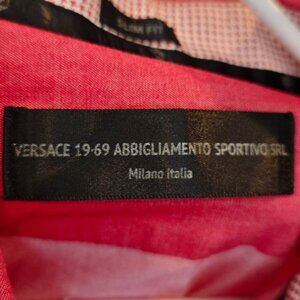 SLIM FIT
VERSACE 19·69 ABBIGLIAMENTO SPORTIVO SRL
Milano Italia